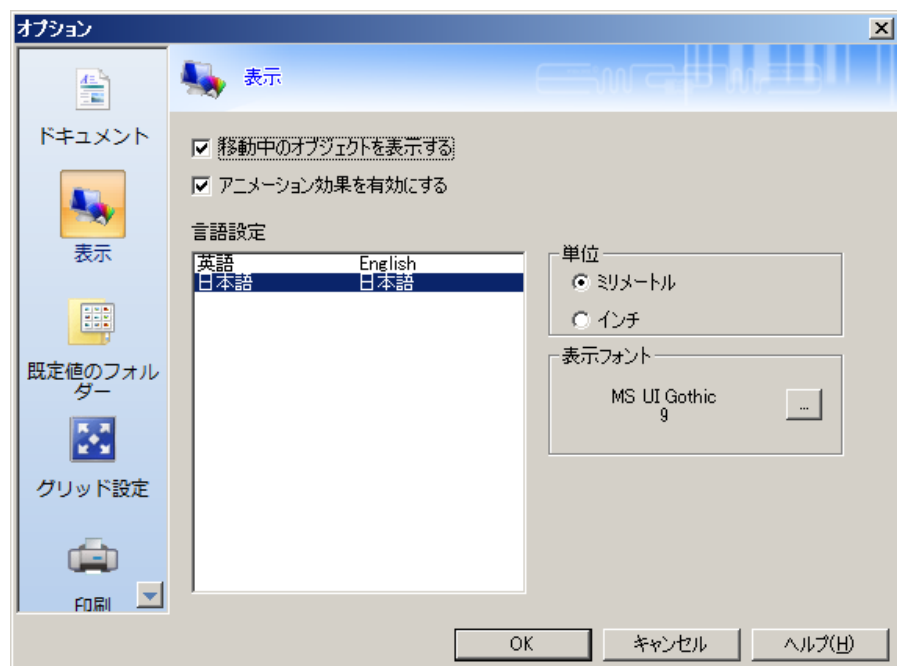 オプション
ドキュメント
表示
既定値のフォル
ダー
グリッド設定
印刷
表示
移動中のオブジェクトを表示する
アニメーション効果を有効にする
言語設定
英語 English
日本語 日本語
単位
ミリメートル
インチ
表示フォント
MS UI Gothic
9
...
OK
キャンセル
ヘルプ(H)